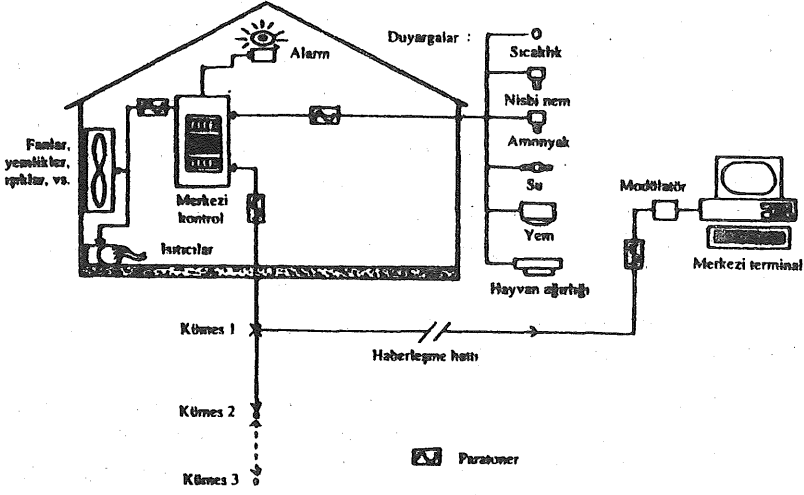 Duyargalar :
Alarm
Sıcaklık
Nisbi nem
Amonyak
Su
Yem
Hayvan ağırlığı
Fanlar,
yemlikler,
ışıklar, vs.
Merkezi
kontrol
Isıtıcılar
Modülatör
Merkezi terminal
Kümes 1
Haberleşme hattı
Kümes 2
Kümes 3
Paratoner